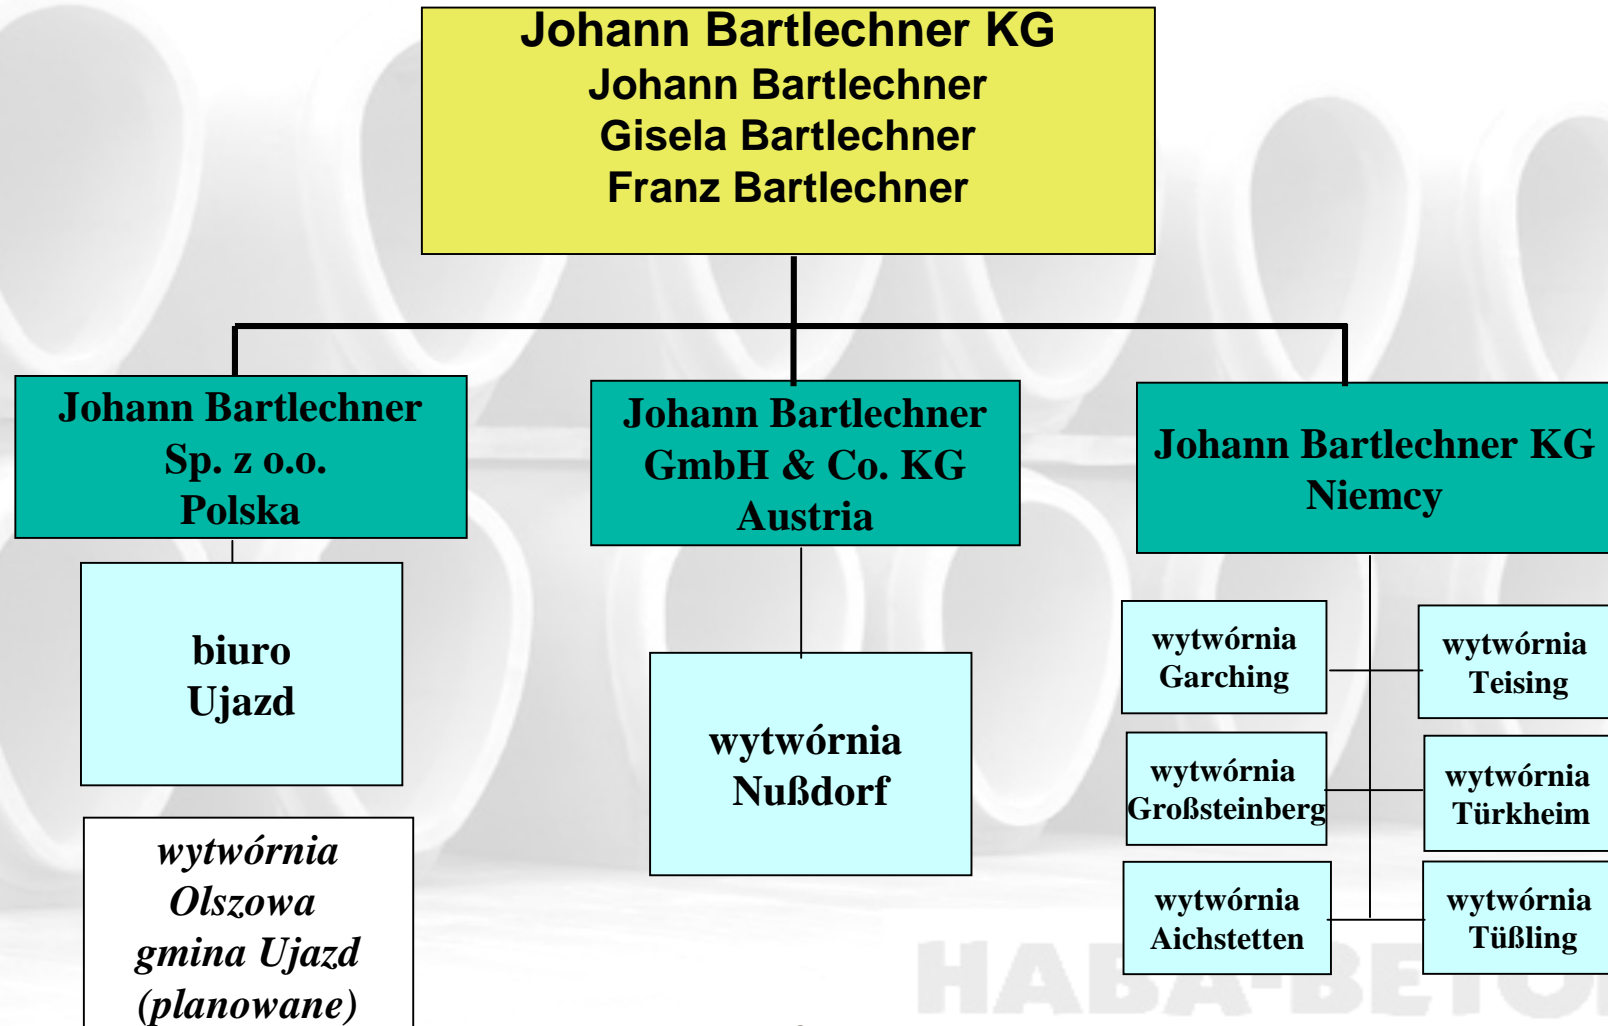 Johann Bartlechner KG
Johann Bartlechner
Gisela Bartlechner
Franz Bartlechner
Johann Bartlechner
Sp. z o.o.
Polska
Johann Bartlechner
GmbH & Co. KG
Austria
Johann Bartlechner KG
Niemcy
biuro
Ujazd
wytwórnia
Olszowa
gmina Ujazd
(planowane)
wytwórnia
Nußdorf
wytwórnia
Garching
wytwórnia
Teising
wytwórnia
Großsteinberg
wytwórnia
Türkheim
wytwórnia
Aichstetten
wytwórnia
Tüßling
HABA-BETO